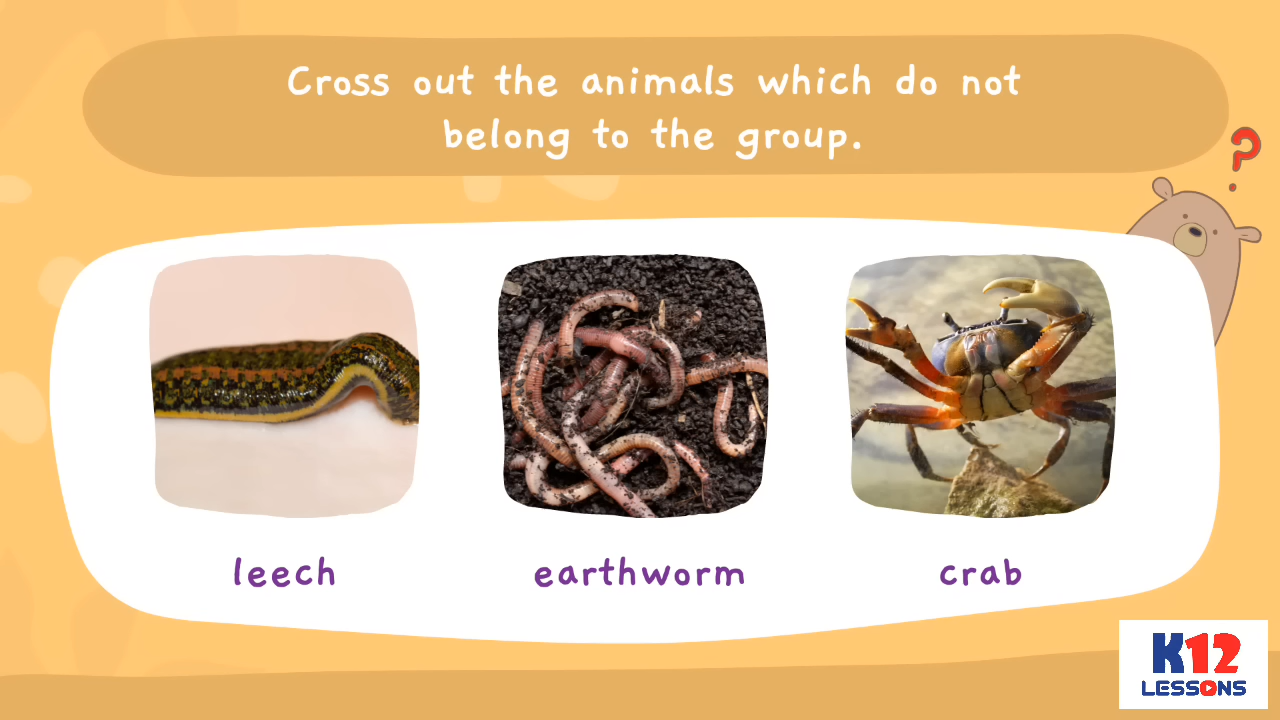 Cross out the animals which do not
belong to the group.
?
leech
earthworm
crab
K12
LESSONS